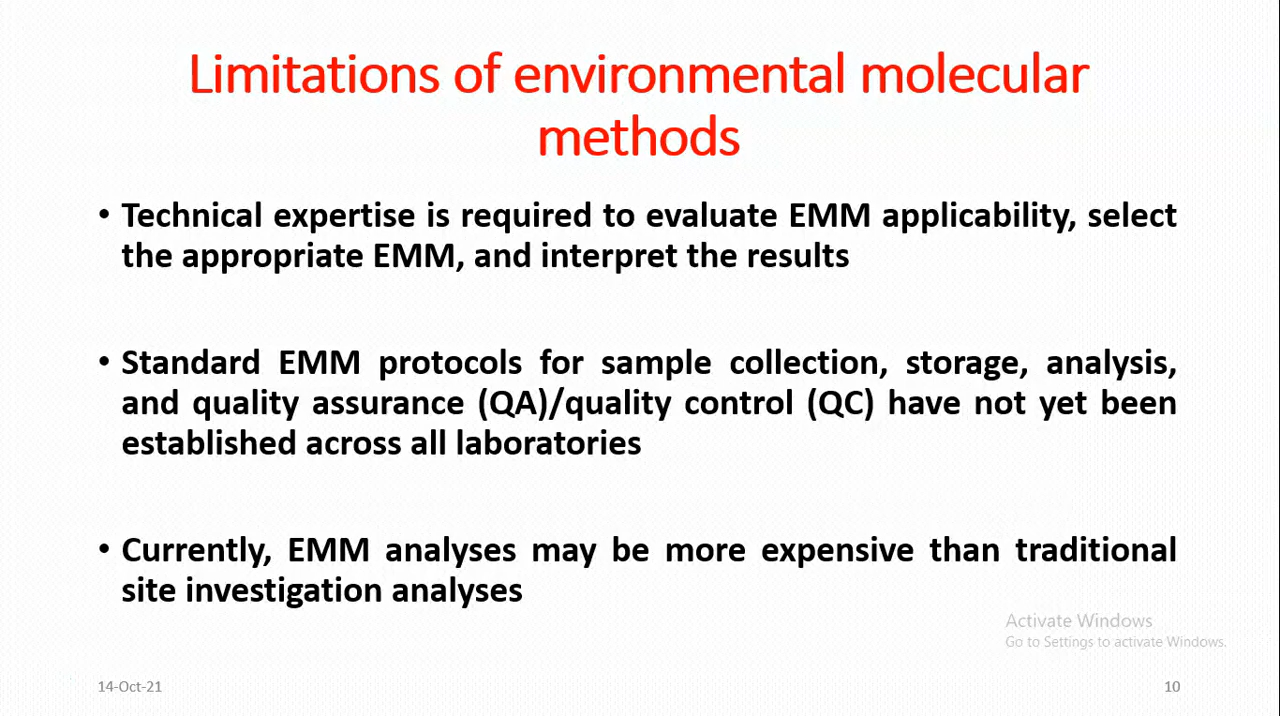 Limitations of environmental molecular
methods
• Technical expertise is required to evaluate EMM applicability, select
the appropriate EMM, and interpret the results
• Standard EMM protocols for sample collection, storage, analysis,
and quality assurance (QA)/quality control (QC) have not yet been
established across all laboratories
• Currently, EMM analyses may be more expensive than traditional
site investigation analyses
Activate Windows
Go to Settings to activate Windows.
14-Oct-21
10